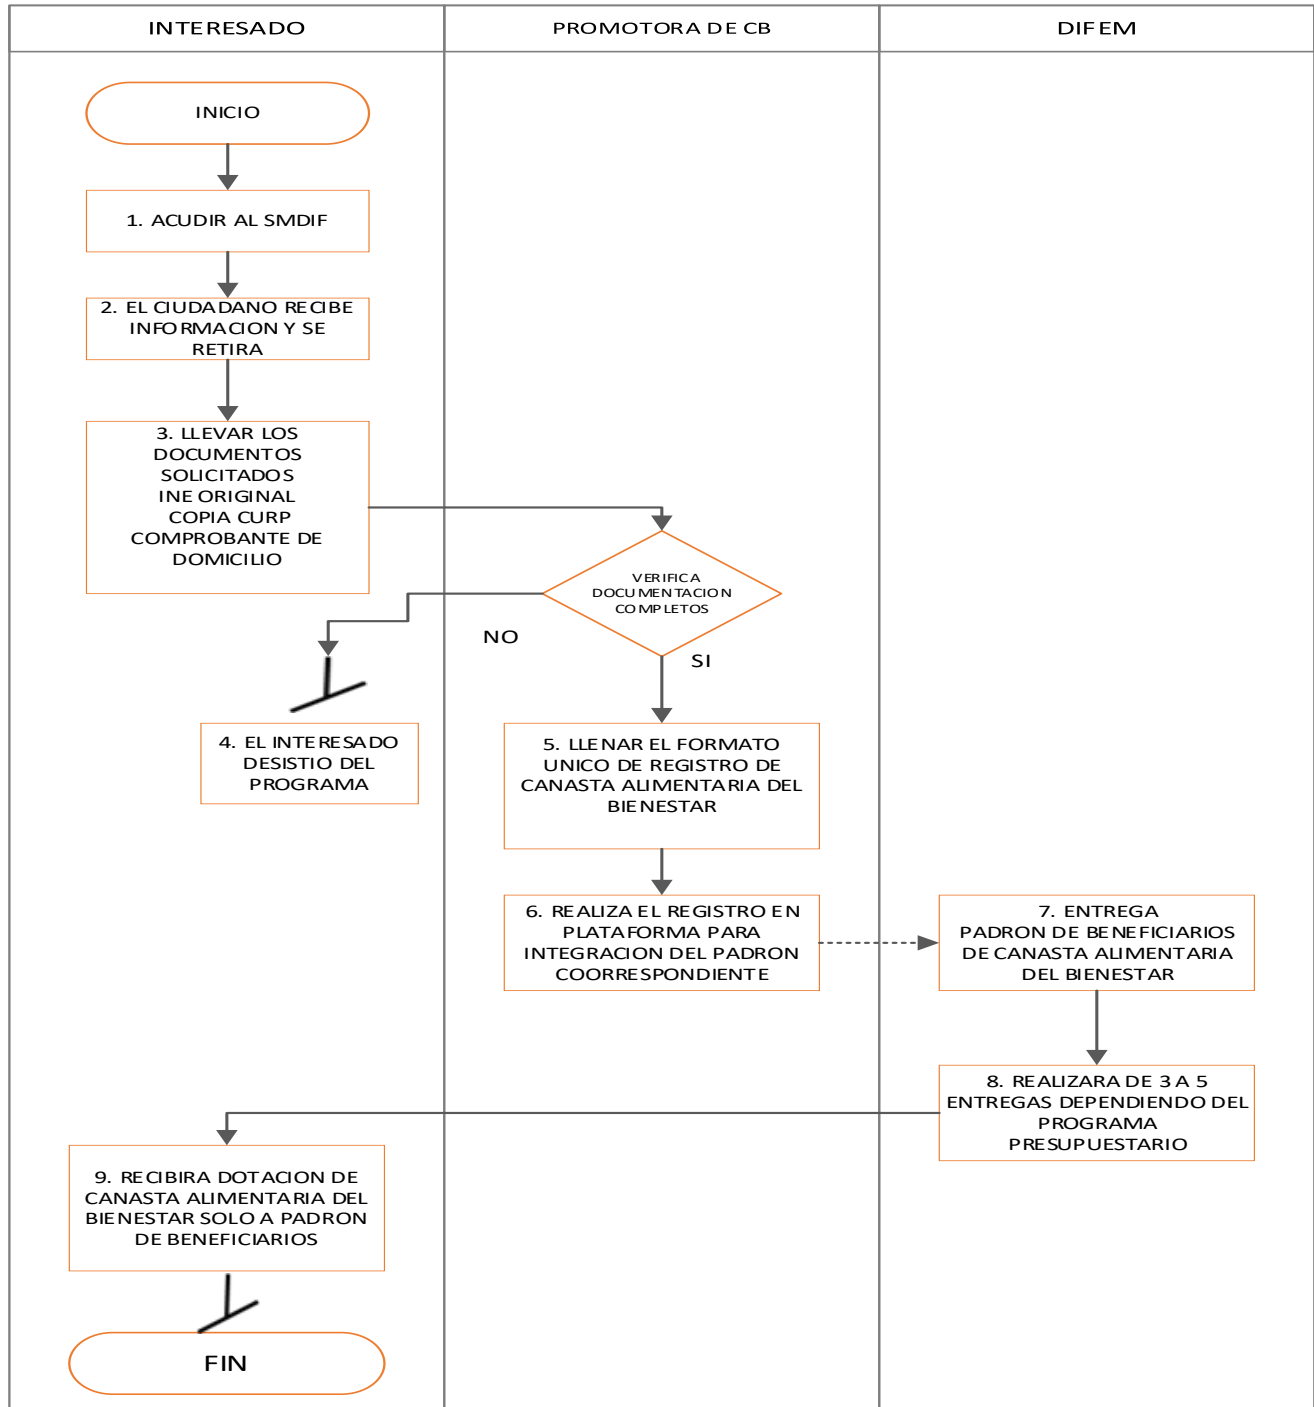 INTERESADO
PROMOTORA DE CB
DIFEM
INICIO
1. ACUDIR AL SMDIF
2. EL CIUDADANO RECIBE
INFORMACION Y SE
RETIRA
3. LLEVAR LOS
DOCUMENTOS
SOLICITADOS
INE ORIGINAL
COPIA CURP
COMPROBANTE DE
DOMICILIO
VERIFICA
DOCUMENTACION
COMPLETOS
NO
SI
4. EL INTERESADO
DESISTIO DEL
PROGRAMA
5. LLENAR EL FORMATO
UNICO DE REGISTRO DE
CANASTA ALIMENTARIA DEL
BIENESTAR
6. REALIZA EL REGISTRO EN
PLATAFORMA PARA
INTEGRACION DEL PADRON
COORRESPONDIENTE
7. ENTREGA
PADRON DE BENEFICIARIOS
DE CANASTA ALIMENTARIA
DEL BIENESTAR
8. REALIZARA DE 3 A 5
ENTREGAS DEPENDIENDO DEL
PROGRAMA
PRESUPUESTARIO
9. RECIBIRA DOTACION DE
CANASTA ALIMENTARIA DEL
BIENESTAR SOLO A PADRON
DE BENEFICIARIOS
FIN